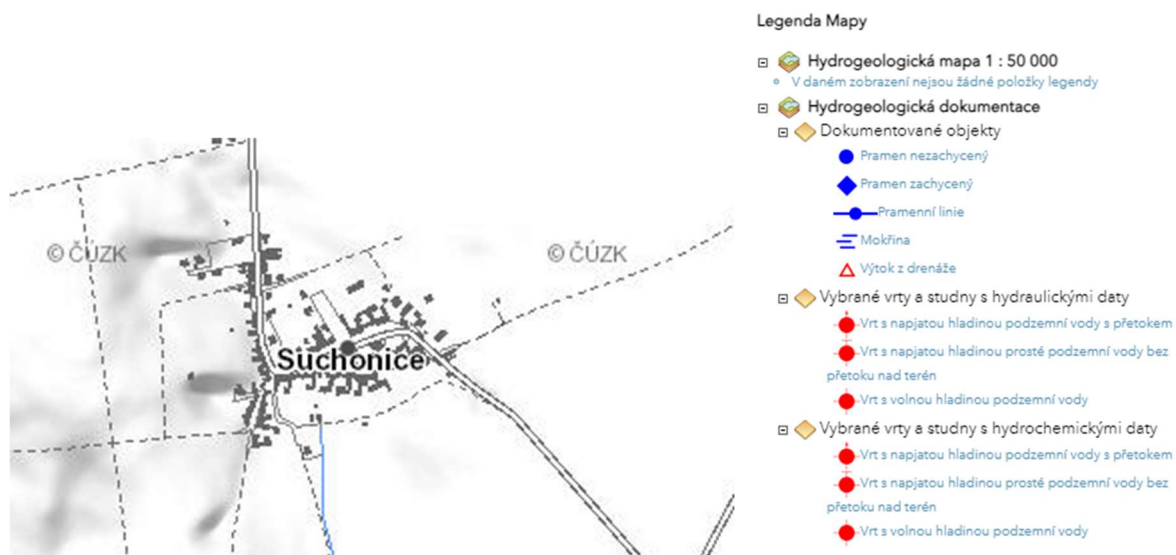 © ČÚZK
© ČÚZK
Suchonice
Legenda Mapy
Hydrogeologická mapa 1 : 50 000
V daném zobrazení nejsou žádné položky legendy
Hydrogeologická dokumentace
Dokumentované objekty
Pramen nezachycený
Pramen zachycený
Pramenní linie
Mokřina
Výtok z drenáže
Vybrané vrty a studny s hydraulickými daty
Vrt s napjatou hladinou podzemní vody s přetokem
Vrt s napjatou hladinou prosté podzemní vody bez
přetoku nad terén
Vrt s volnou hladinou podzemní vody
Vybrané vrty a studny s hydrochemickými daty
Vrt s napjatou hladinou podzemní vody s přetokem
Vrt s napjatou hladinou prosté podzemní vody bez
přetoku nad terén
Vrt s volnou hladinou podzemní vody